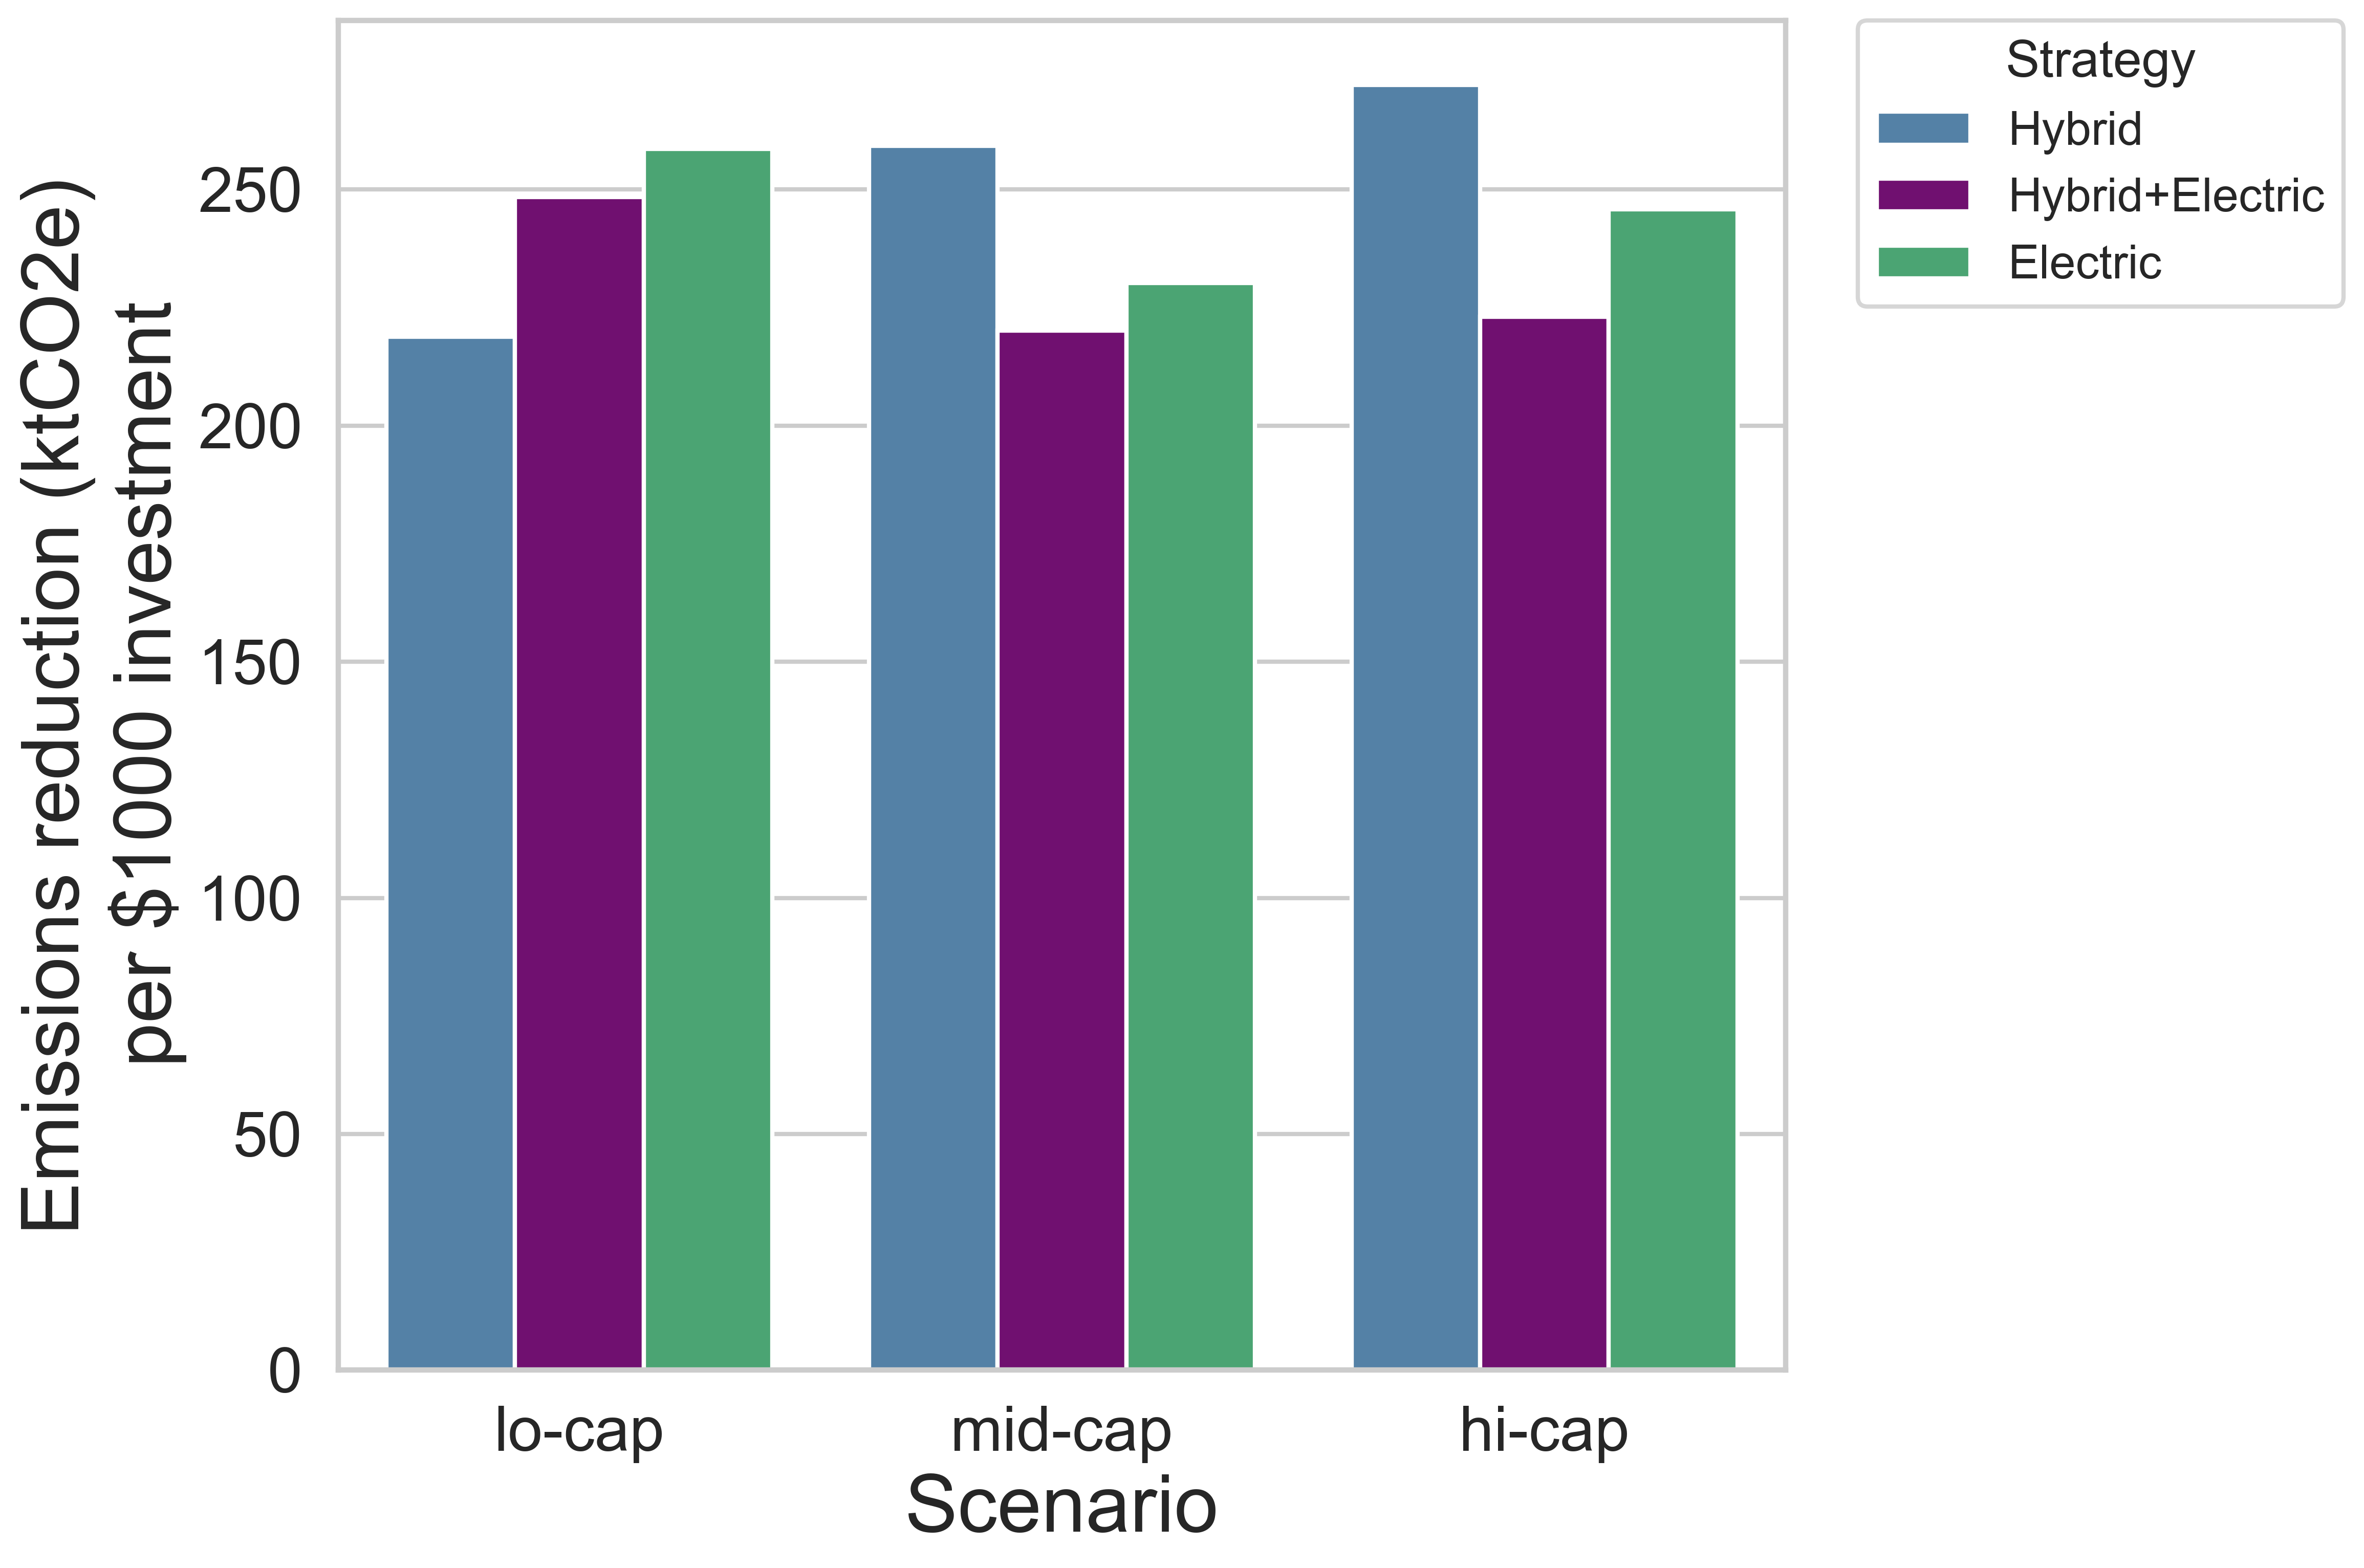 Emissions reduction (ktCO2e)
per $1000 investment
250
200
150
100
50
0
lo-cap
mid-cap
hi-cap
Scenario
Strategy
Hybrid
Hybrid+Electric
Electric